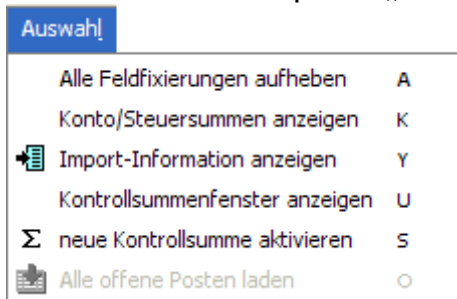 Auswahl
Alle Feldfixierungen aufheben A
Konto/Steuersummen anzeigen K
Import-Information anzeigen Y
Kontrollsummenfenster anzeigen U
Σ neue Kontrollsumme aktivieren S
Alle offene Posten laden O